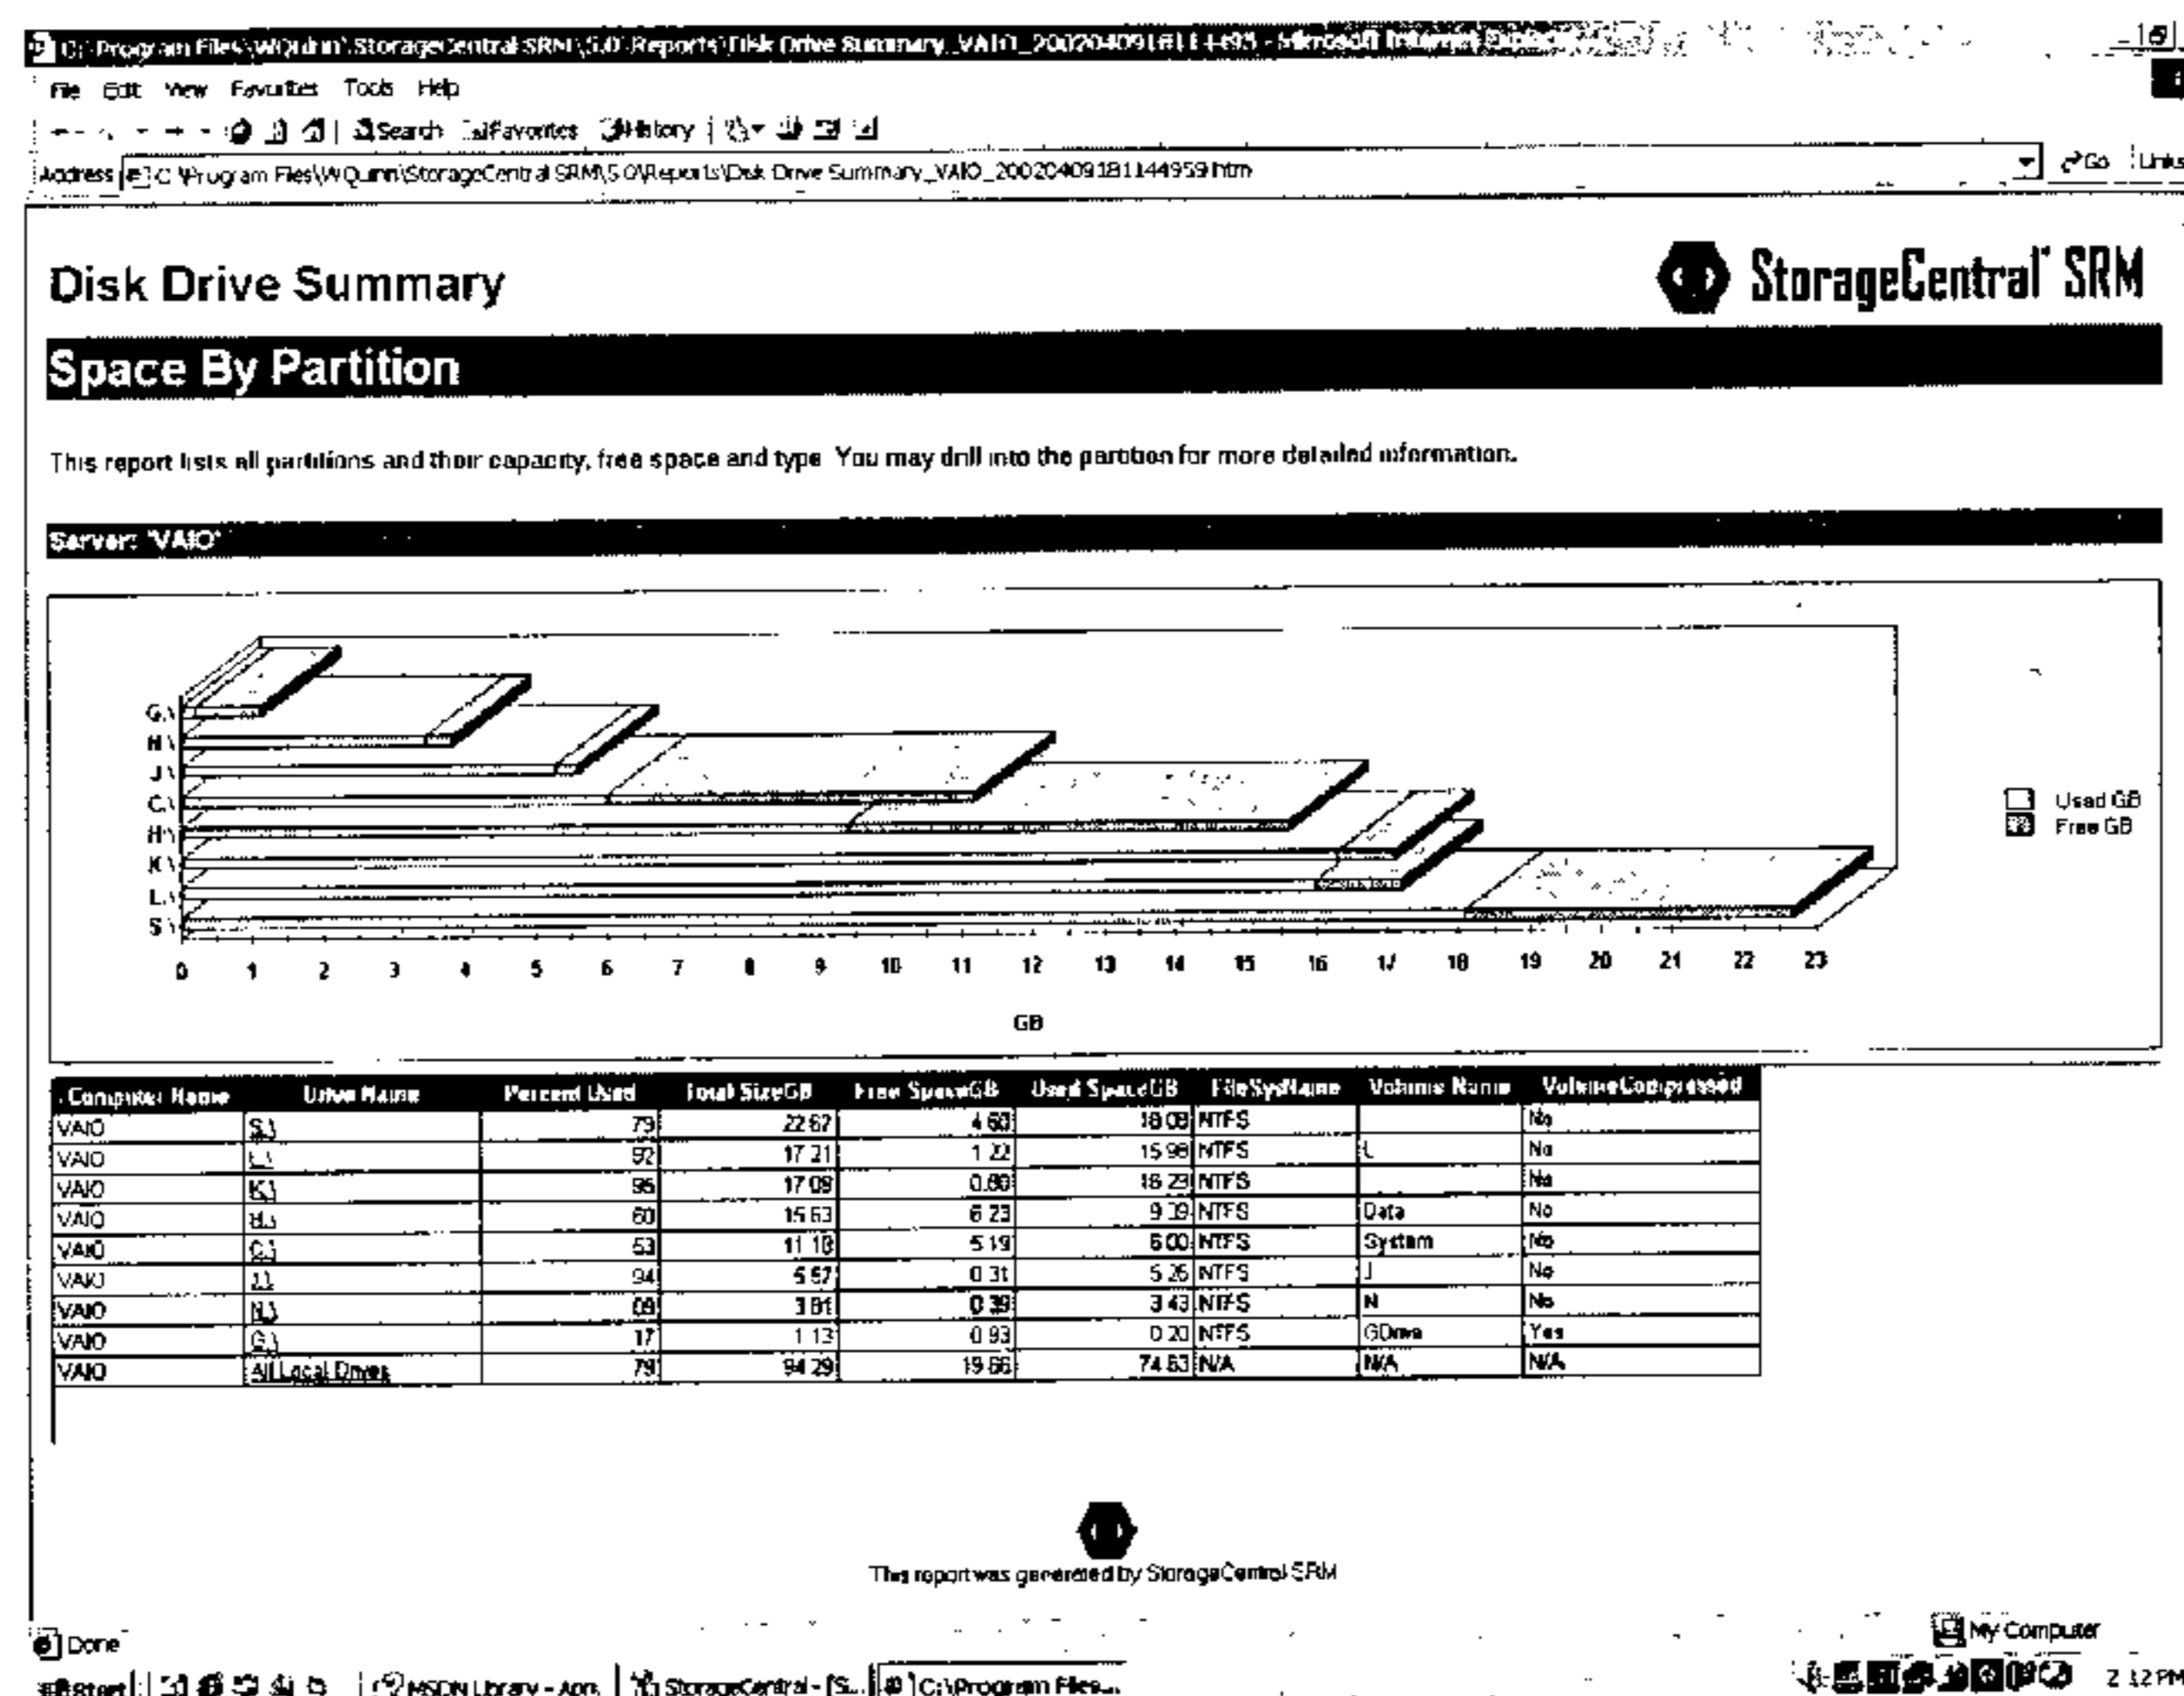 File Edit View Favorites Tools Help
Search Favorites History
Address C:\Program Files\WQuinn\StorageCentral SRM\5.0\Reports\Disk Drive Summary_VAIO_20020409181144959.htm Go Links
Disk Drive Summary
StorageCentral SRM
Space By Partition
This report lists all partitions and their capacity, free space and type. You may drill into the partition for more detailed information.
Server: 'VAIO'
G:\
N:\
J:\
C:\
H:\
K:\
L:\
S:\
0 1 2 3 4 5 6 7 8 9 10 11 12 13 14 15 16 17 18 19 20 21 22 23
GB
Used GB
Free GB
Computer Name Drive Name Percent Used Total SizeGB Free SpaceGB Used SpaceGB FileSysName Volume Name VolumeCompressed
VAIO S:\ 79 22.67 4.60 18.08 NTFS No
VAIO L:\ 92 17.21 1.22 15.98 NTFS L No
VAIO K:\ 95 17.09 16.23 NTFS No
VAIO H:\ 60 15.63 6.23 9.39 NTFS Data No
VAIO C:\ 53 11.18 5.19 6.00 NTFS System No
VAIO J:\ 94 5.57 0.31 5.26 NTFS J No
VAIO N:\ 3.81 0.39 3.43 NTFS N No
VAIO G:\ 17 1.13 0.93 0.20 NTFS GDrive Yes
VAIO All Local Drives 79 94.29 19.66 74.63 N/A N/A N/A
This report was generated by StorageCentral SRM
Done My Computer
Start MSDN Library - Apri... StorageCentral - [S... C:\Program Files... 2:12 PM